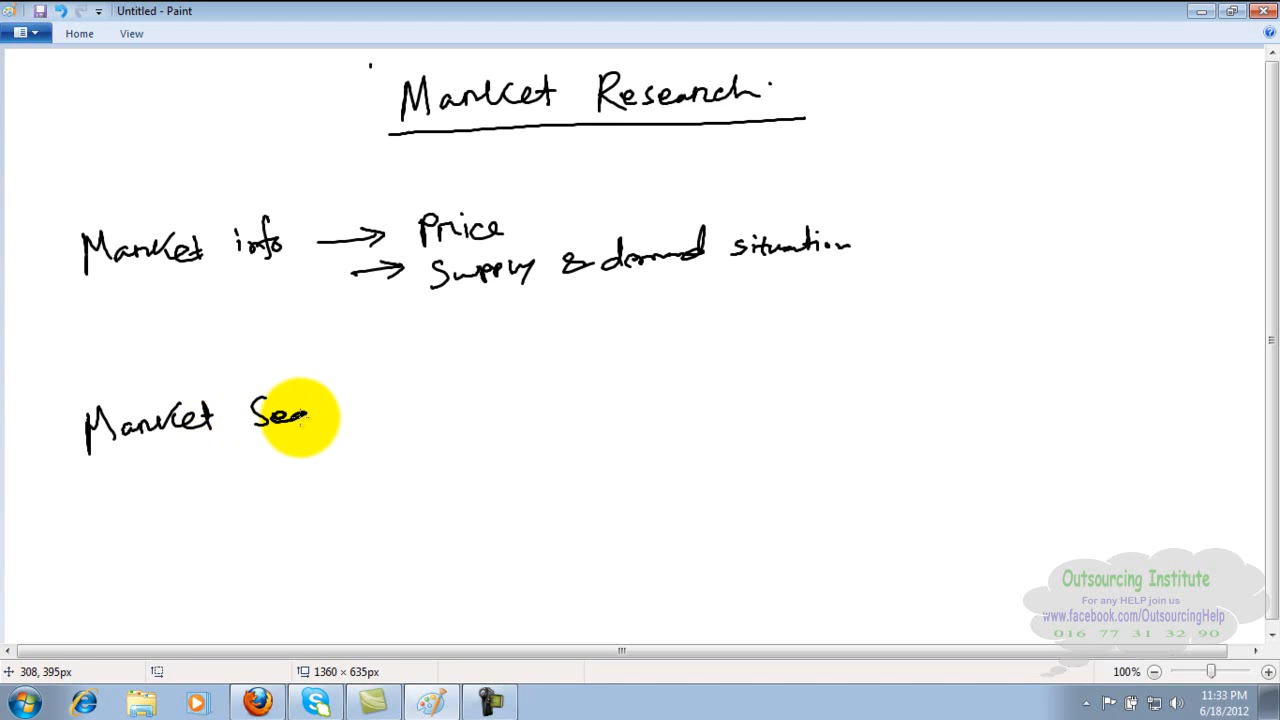 Untitled - Paint
Home View
Market Research
Market info → Price
→ Supply & demand situation
Market
Outsourcing Institute
For any HELP join us
www.facebook.com/OutsourcingHelp
016 77 31 32 90
308, 395px
1360 × 635px
100%
11:33 PM
6/18/2012